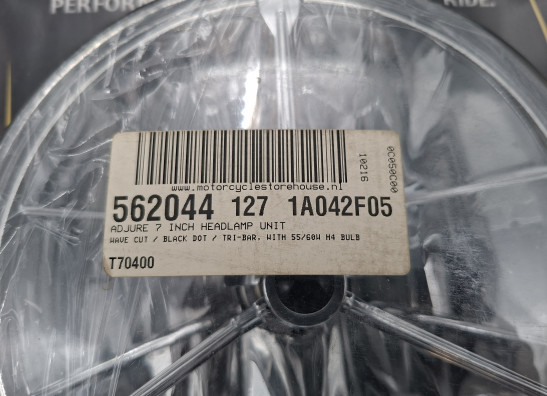 PERFORM
RIDE.
10216
0C050C00
www.motorcyclestorehouse.nl
562044 127 1A042F05
ADJURE 7 INCH HEADLAMP UNIT
WAVE CUT / BLACK DOT / TRI-BAR, WITH 55/60W H4 BULB
T70400